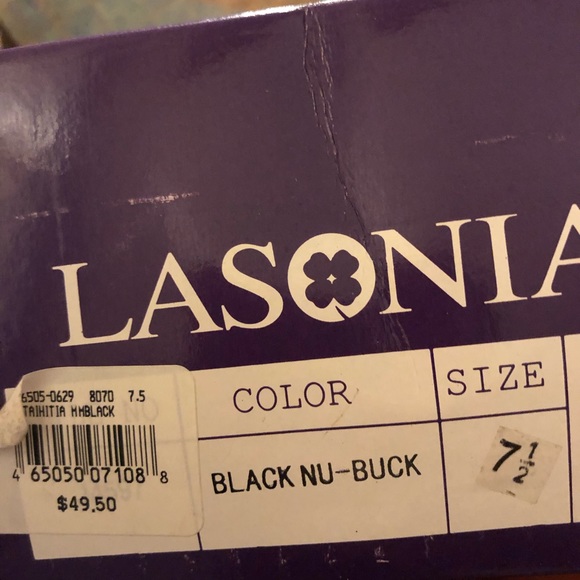 LASONIA
6505-0629 8070 7.5
TAIHITIA MMBLACK
4 65050 07108 8
$49.50
COLOR SIZE
BLACK NU-BUCK 7 1/2